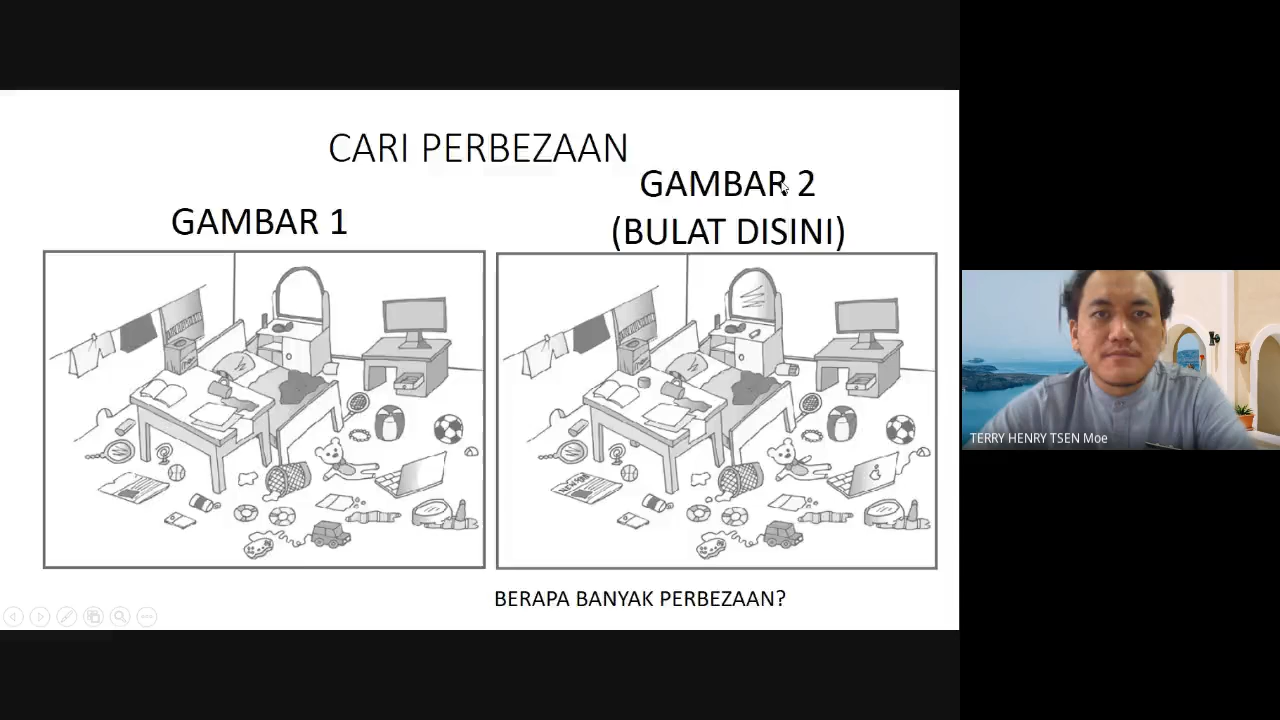 CARI PERBEZAAN
GAMBAR 1
GAMBAR 2
(BULAT DISINI)
BERAPA BANYAK PERBEZAAN?
TERRY HENRY TSEN Moe